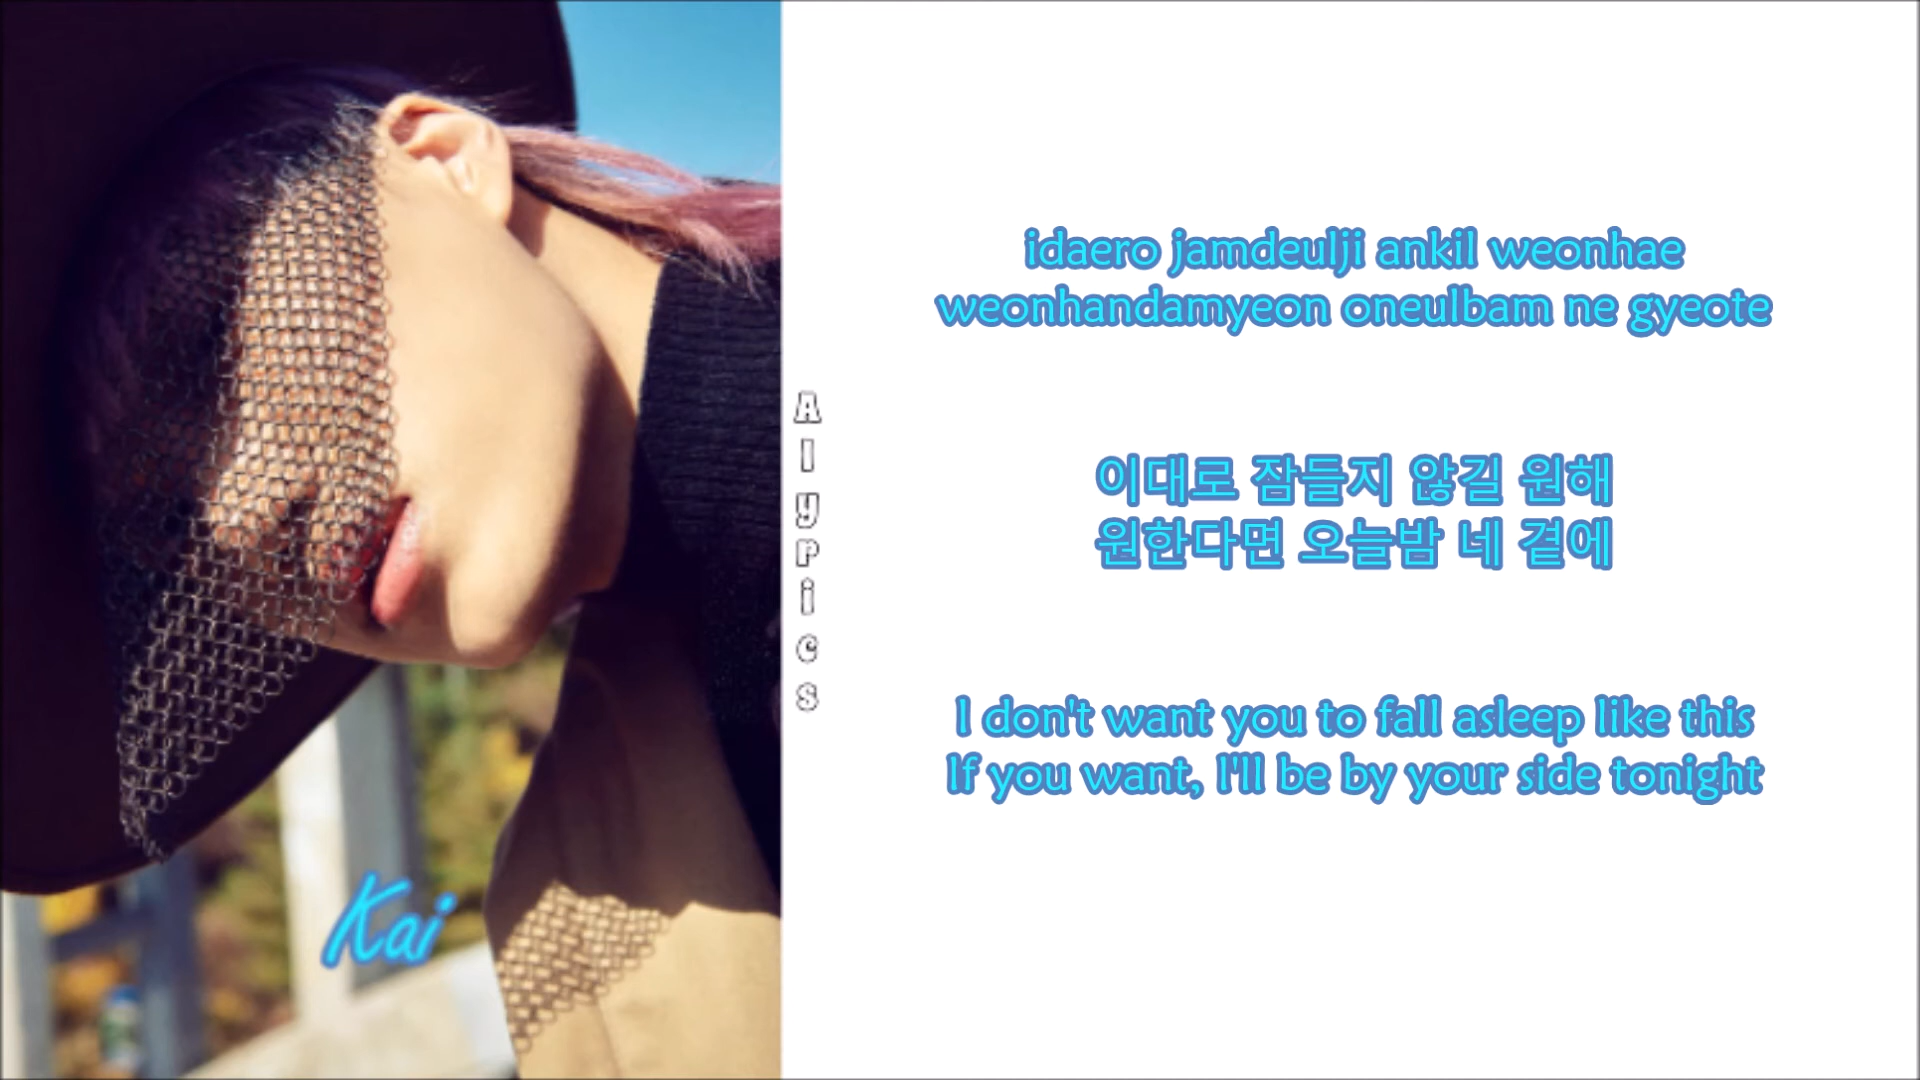 Kai
Alypics
idaero jamdeulji ankil weonhae
weonhandamyeon oneulbam ne gyeote
이대로 잠들지 않길 원해
원한다면 오늘밤 네 곁에
I don't want you to fall asleep like this
If you want, I'll be by your side tonight